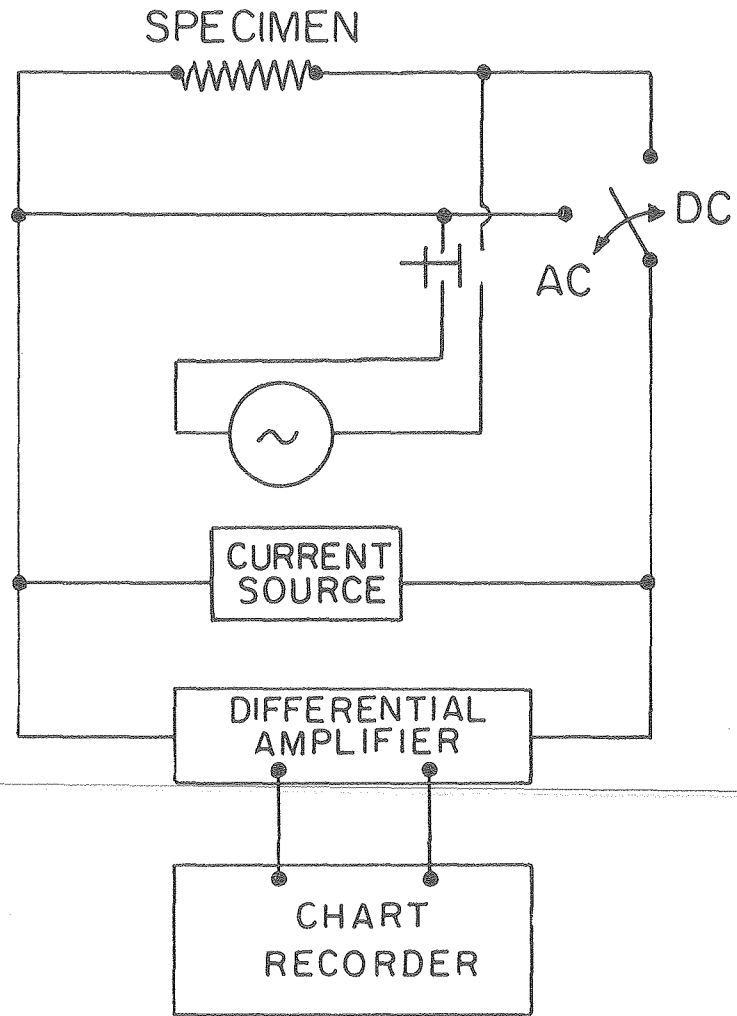 SPECIMEN
DC
AC
CURRENT
SOURCE
DIFFERENTIAL
AMPLIFIER
CHART
RECORDER